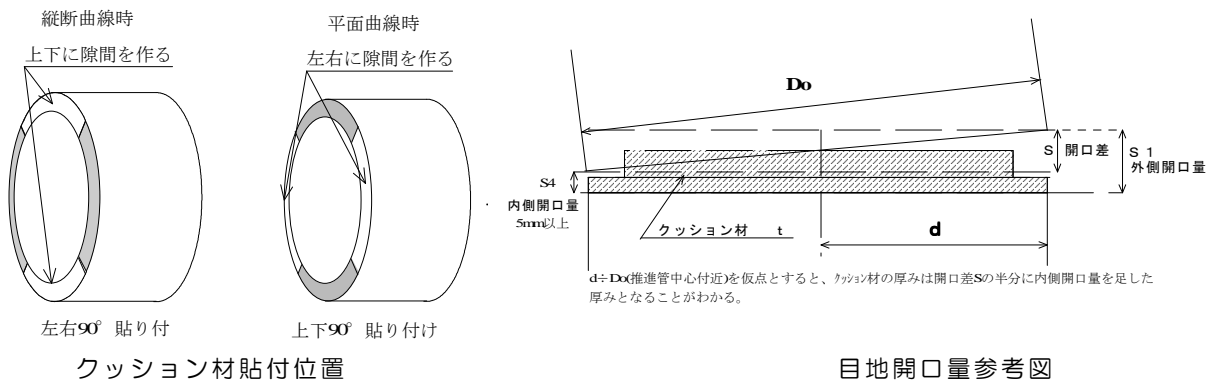 縦断曲線時
上下に隙間を作る
左右90° 貼り付
平面曲線時
左右に隙間を作る
上下90° 貼り付け
クッション材貼付位置
Do
S 開口差
S 1
外側開口量
S4
内側開口量
5mm以上
クッション材 t
d
d÷Do(推進管中心付近)を仮点とすると、クッション材の厚みは開口差Sの半分に内側開口量を足した
厚みとなることがわかる。
目地開口量参考図